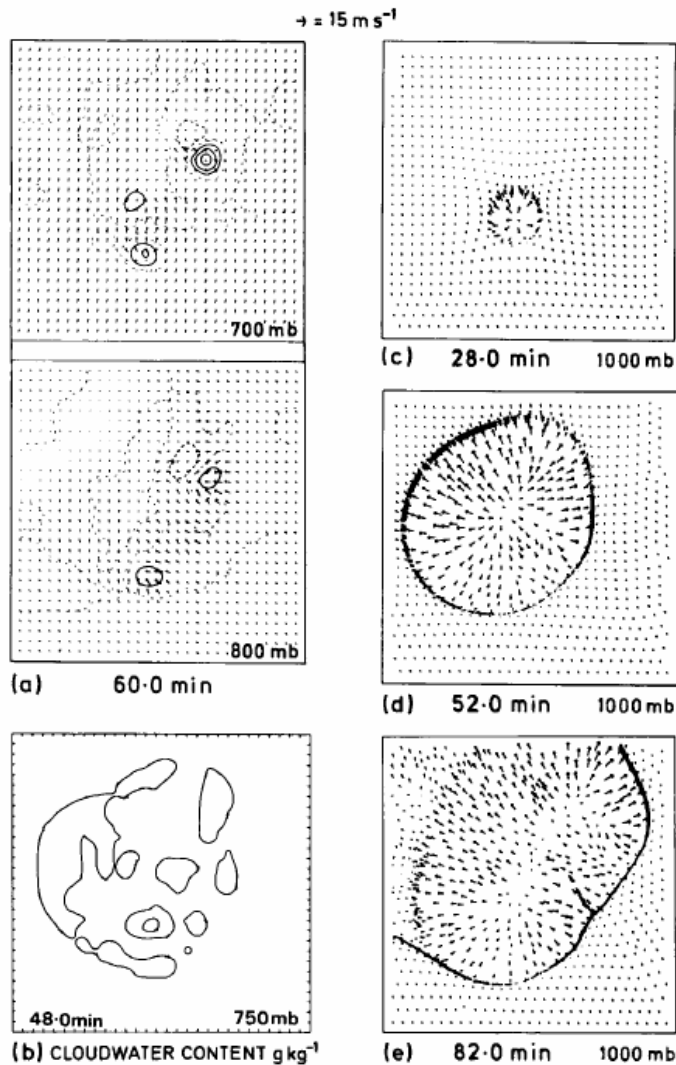 → = 15 m s⁻¹
700 mb
800 mb
(a) 60·0 min
48·0min 750mb
(b) CLOUDWATER CONTENT g kg⁻¹
(c) 28·0 min 1000 mb
(d) 52·0 min 1000 mb
(e) 82·0 min 1000 mb